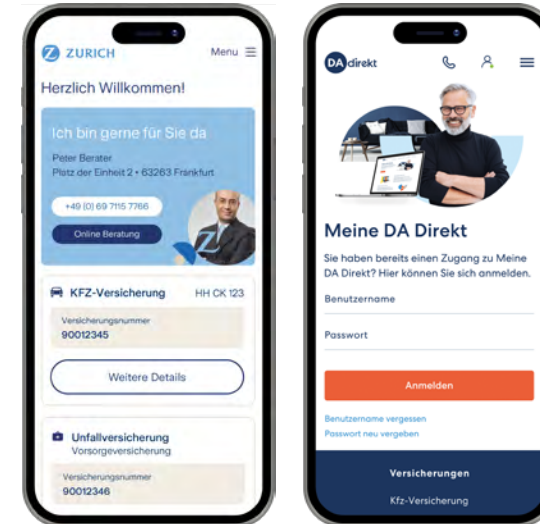 ZURICH
Menu
Herzlich Willkommen!
Ich bin gerne für Sie da
Peter Berater
Platz der Einheit 2 • 63263 Frankfurt
+49 (0) 69 7115 7766
Online Beratung
KFZ-Versicherung HH CK 123
Versicherungsnummer
90012345
Weitere Details
Unfallversicherung
Vorsorgeversicherung
Versicherungsnummer
90012346
DA direkt
Meine DA Direkt
Sie haben bereits einen Zugang zu Meine
DA Direkt? Hier können Sie sich anmelden.
Benutzername
Passwort
Anmelden
Benutzername vergessen
Passwort neu vergeben
Versicherungen
Kfz-Versicherung